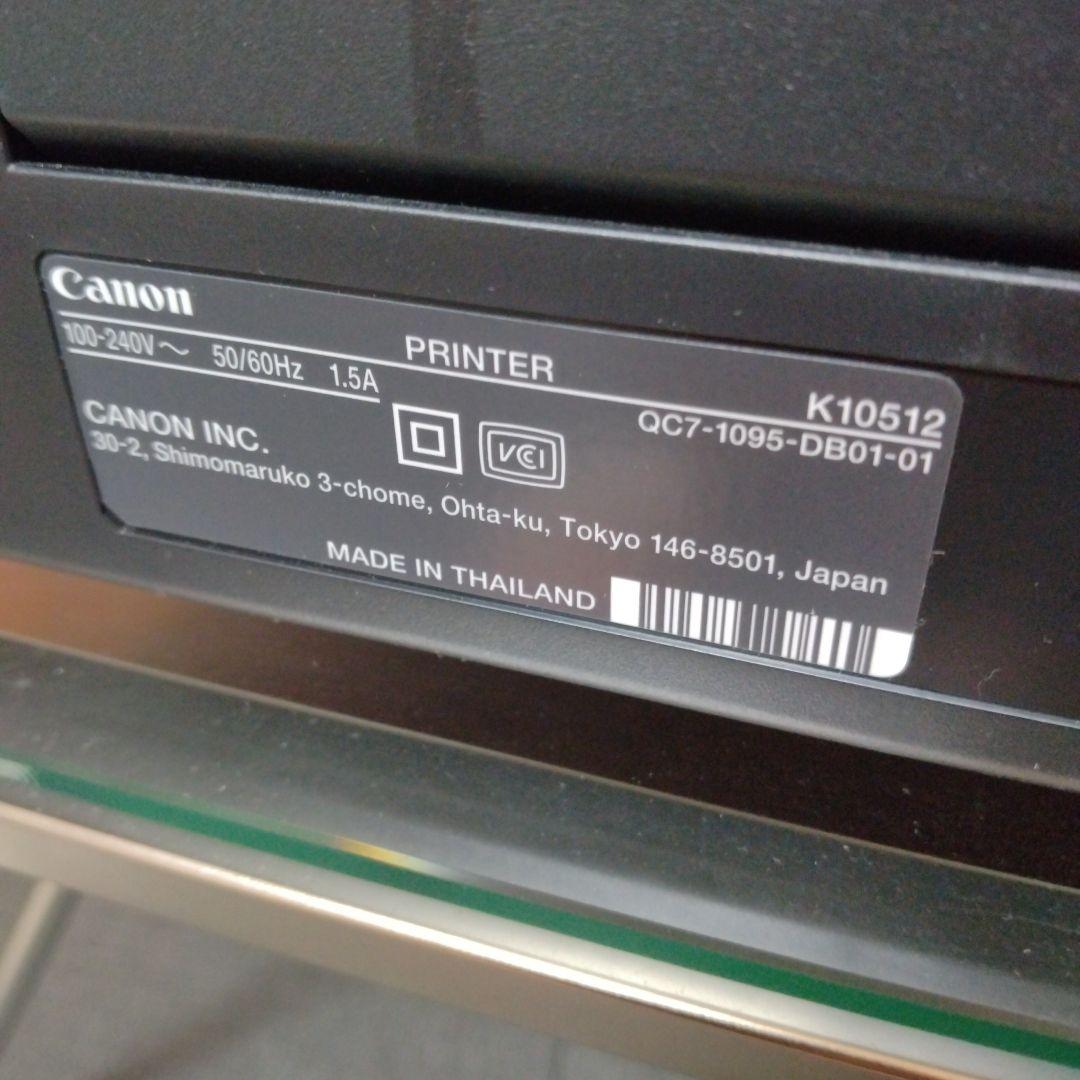 Canon
PRINTER K10512
100-240V～ 50/60Hz 1.5A
QC7-1095-DB01-01
CANON INC.
VCI
30-2, Shimomaruko 3-chome, Ohta-ku, Tokyo 146-8501, Japan
MADE IN THAILAND